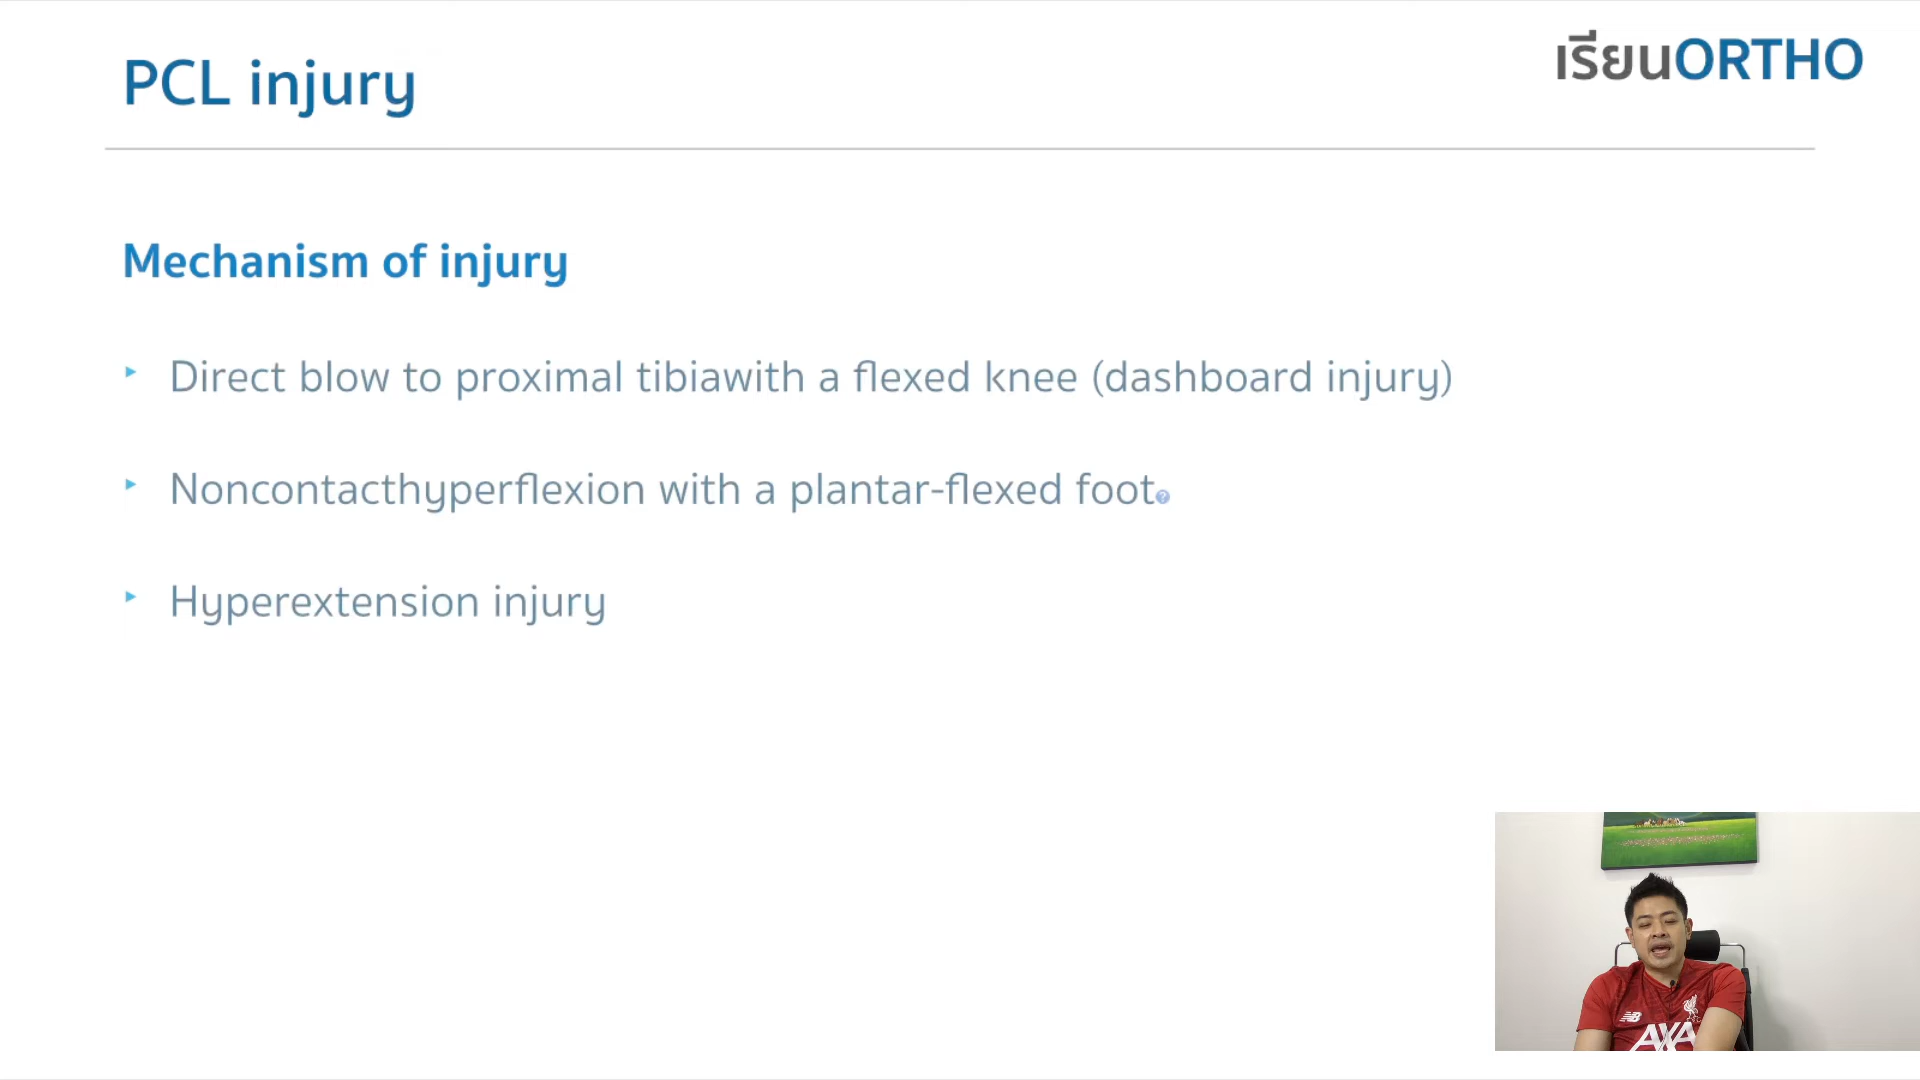 PCL injury
เรียนORTHO
Mechanism of injury
Direct blow to proximal tibiawith a flexed knee (dashboard injury)
Noncontacthyperflexion with a plantar-flexed foot
Hyperextension injury
AXA